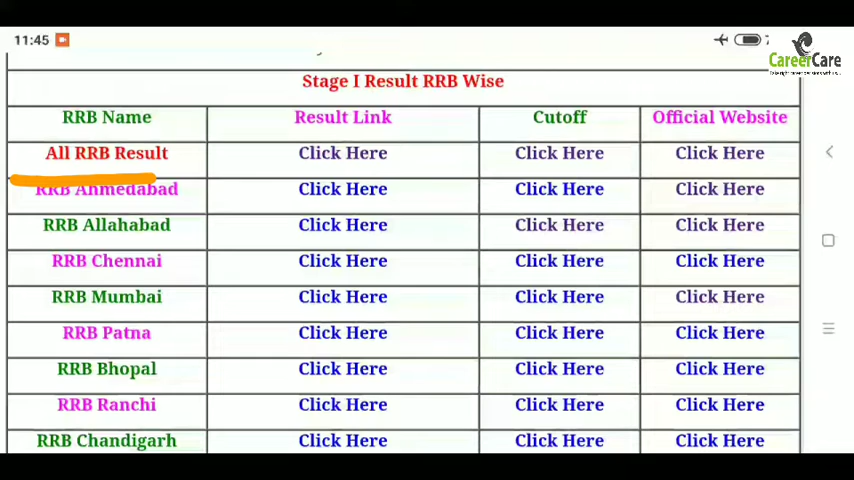 11:45
CareerCare
Stage I Result RRB Wise
RRB Name Result Link Cutoff Official Website
All RRB Result Click Here Click Here Click Here
RRB Ahmedabad Click Here Click Here Click Here
RRB Allahabad Click Here Click Here Click Here
RRB Chennai Click Here Click Here Click Here
RRB Mumbai Click Here Click Here Click Here
RRB Patna Click Here Click Here Click Here
RRB Bhopal Click Here Click Here Click Here
RRB Ranchi Click Here Click Here Click Here
RRB Chandigarh Click Here Click Here Click Here